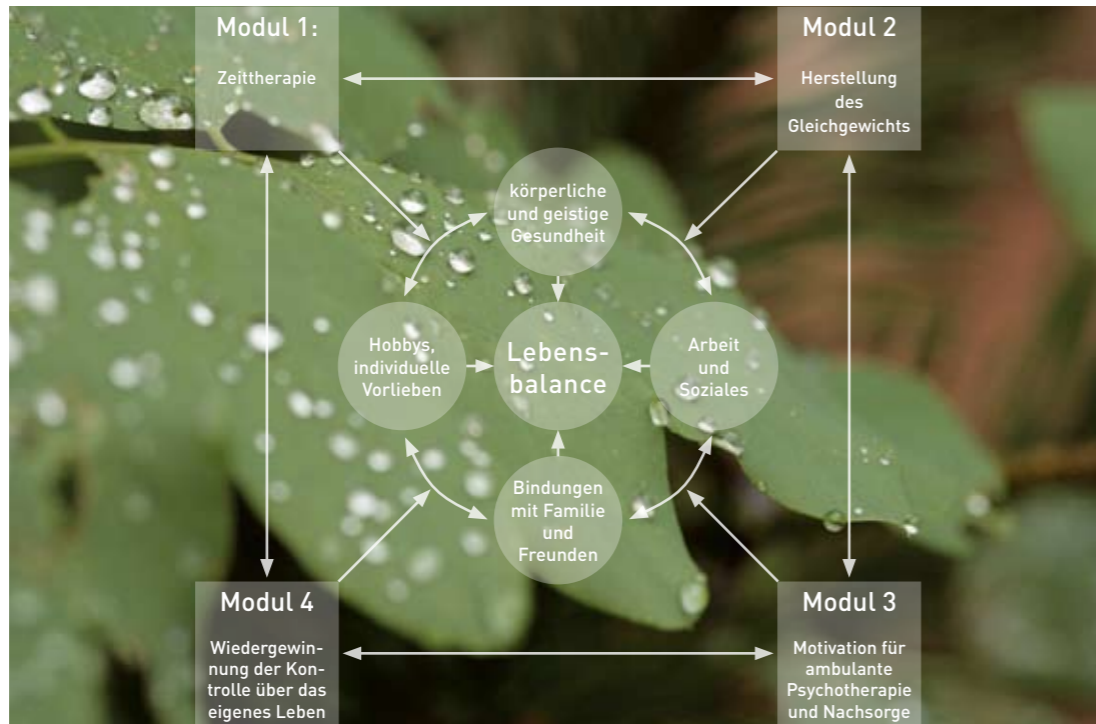 Modul 1:
Zeittherapie
Modul 2
Herstellung
des
Gleichgewichts
körperliche
und geistige
Gesundheit
Hobbys,
individuelle
Vorlieben
Lebens-
balance
Arbeit
und
Soziales
Bindungen
mit Familie
und
Freunden
Modul 4
Wiedergewin-
nung der Kon-
trolle über das
eigenes Leben
Modul 3
Motivation für
ambulante
Psychotherapie
und Nachsorge